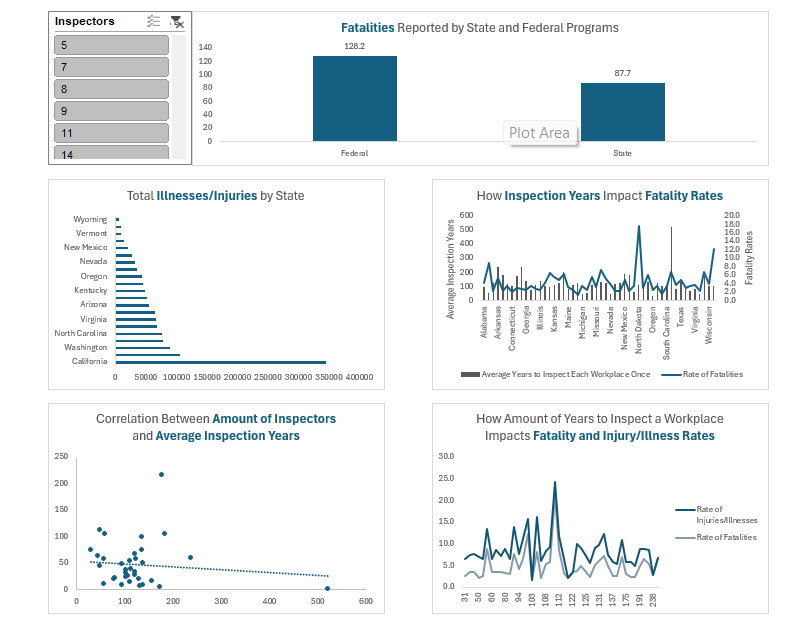 Inspectors
5
7
8
9
11
14
Fatalities Reported by State and Federal Programs
140
120
100
80
60
40
20
0
128.2
87.7
Plot Area
Federal
State
Total Illnesses/Injuries by State
Wyoming
Vermont
New Mexico
Nevada
Oregon
Kentucky
Arizona
Virginia
North Carolina
Washington
California
0 50000 100000 150000 200000 250000 300000 350000 400000
How Inspection Years Impact Fatality Rates
Average Inspection Years
600
500
400
300
200
100
0
20.0
18.0
16.0
14.0
12.0
10.0
8.0
6.0
4.0
2.0
0.0
Fatality Rates
Alabama
Arkansas
Connecticut
Georgia
Illinois
Kansas
Maine
Michigan
Missouri
Nevada
New Mexico
North Dakota
Oregon
South Carolina
Texas
Virginia
Wisconsin
Average Years to Inspect Each Workplace Once
Rate of Fatalities
Correlation Between Amount of Inspectors
and Average Inspection Years
250
200
150
100
50
0
0 100 200 300 400 500 600
How Amount of Years to Inspect a Workplace
Impacts Fatality and Injury/Illness Rates
30.0
25.0
20.0
15.0
10.0
5.0
0.0
31
50
60
80
94
103
108
112
122
125
131
137
175
191
238
Rate of
Injuries/Illnesses
Rate of Fatalities